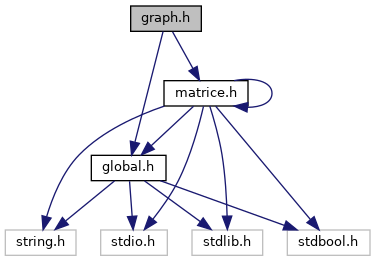 graph.h
matrice.h
global.h
string.h
stdio.h
stdlib.h
stdbool.h